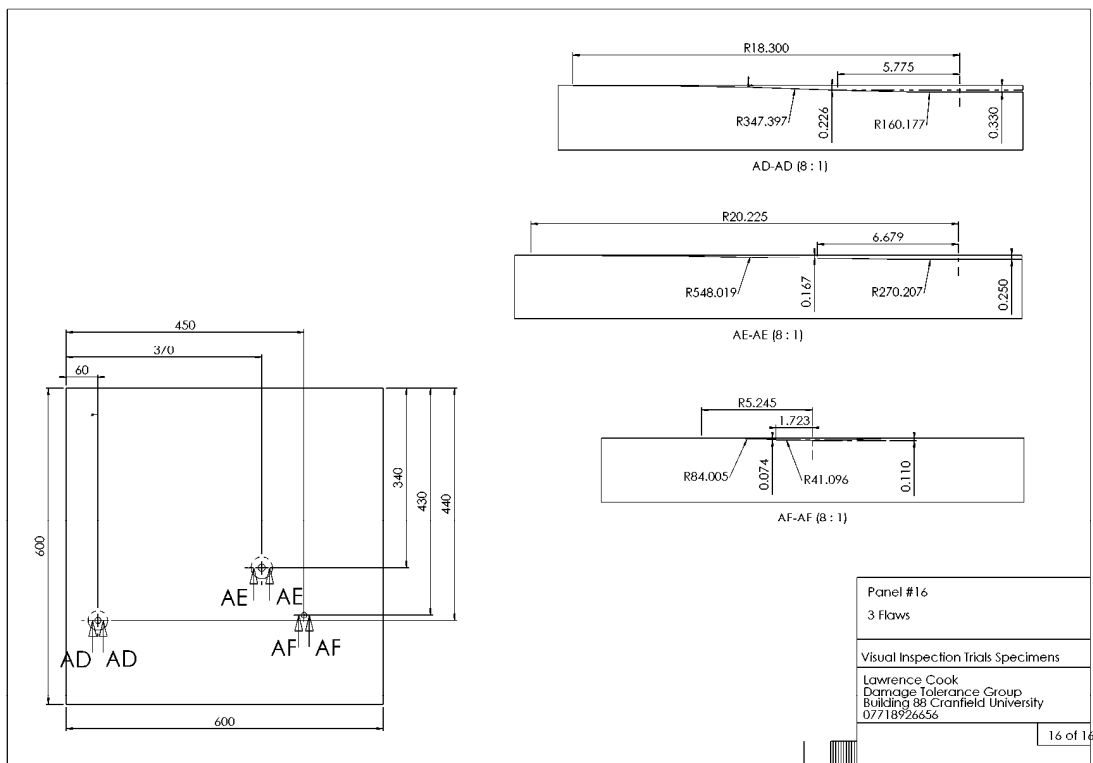 R18.300
5.775
R347.397
0.226
R160.177
0.330
AD-AD (8 : 1)
R20.225
6.679
R548.019
0.167
R270.207
0.250
AE-AE (8 : 1)
R5.245
1.723
R84.005
0.074
R41.096
0.110
AF-AF (8 : 1)
450
370
60
600
340
430
440
AE AE
AD AD
AF AF
600
Panel #16
3 Flaws
Visual Inspection Trials Specimens
Lawrence Cook
Damage Tolerance Group
Building 88 Cranfield University
07718926656
16 of 16